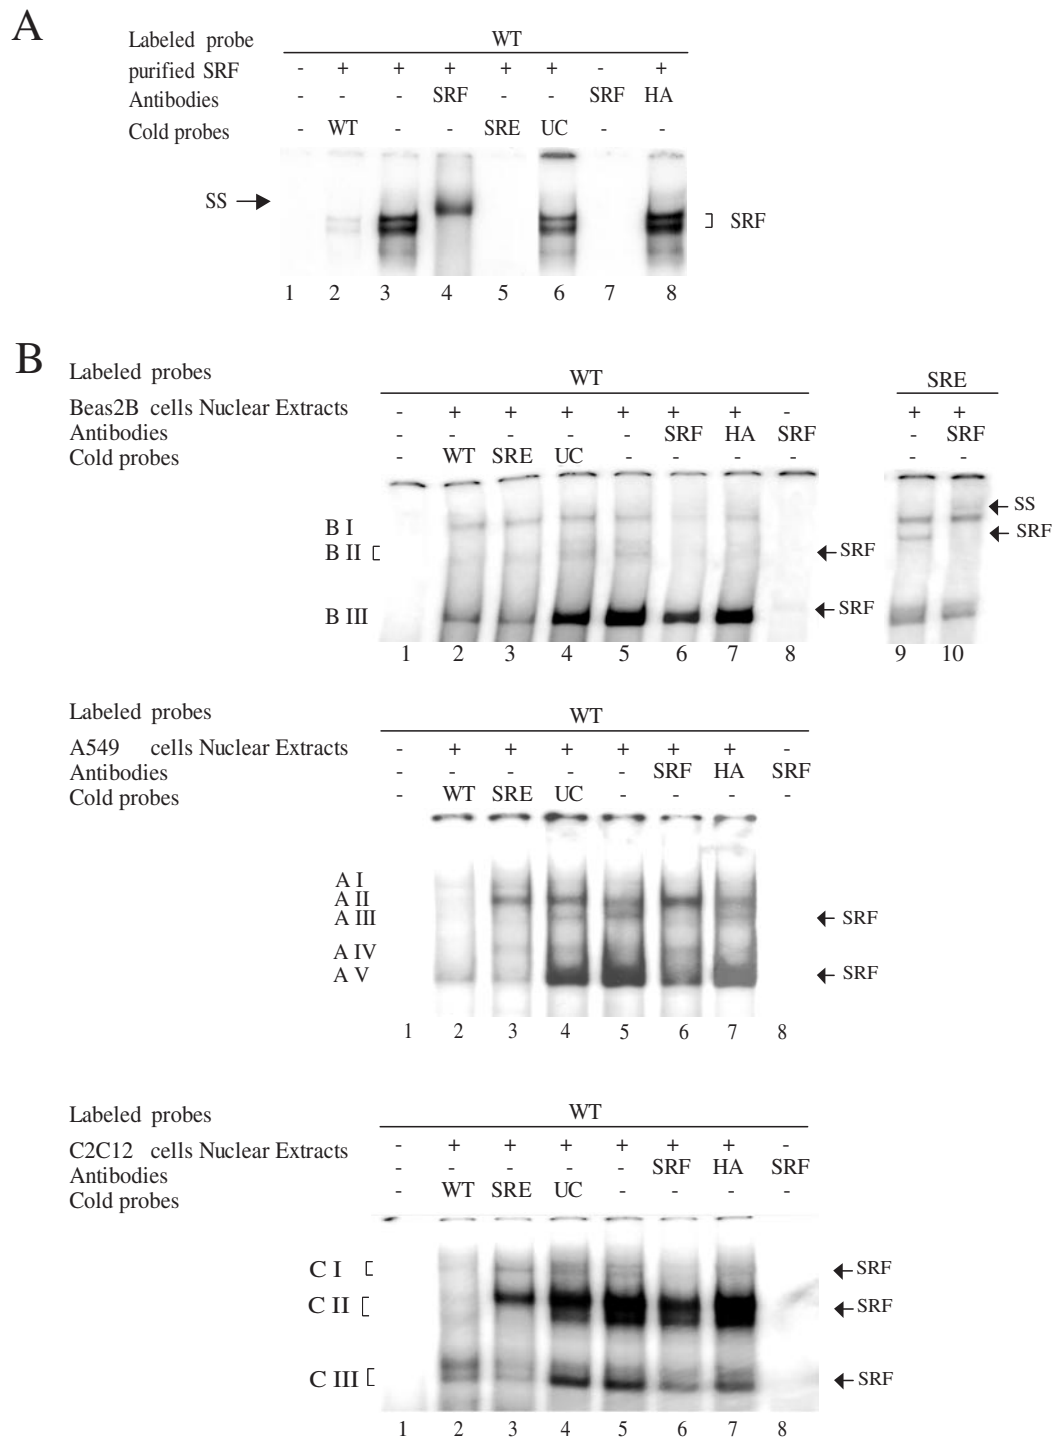 A
Labeled probe WT
purified SRF - + + + + + - +
Antibodies - - - SRF - - SRF HA
Cold probes - WT - - SRE UC - -
SS
SRF
1 2 3 4 5 6 7 8
B
Labeled probes WT SRE
Beas2B cells Nuclear Extracts - + + + + + + - + +
Antibodies - - - - - SRF HA SRF - SRF
Cold probes - WT SRE UC - - - - - -
SS
B I SRF
B II SRF
B III SRF
1 2 3 4 5 6 7 8 9 10
Labeled probes WT
A549 cells Nuclear Extracts - + + + + + + -
Antibodies - - - - - SRF HA SRF
Cold probes - WT SRE UC - - - -
A I
A II
A III SRF
A IV
A V SRF
1 2 3 4 5 6 7 8
Labeled probes WT
C2C12 cells Nuclear Extracts - + + + + + + -
Antibodies - - - - - SRF HA SRF
Cold probes - WT SRE UC - - - -
C I SRF
C II SRF
C III SRF
1 2 3 4 5 6 7 8